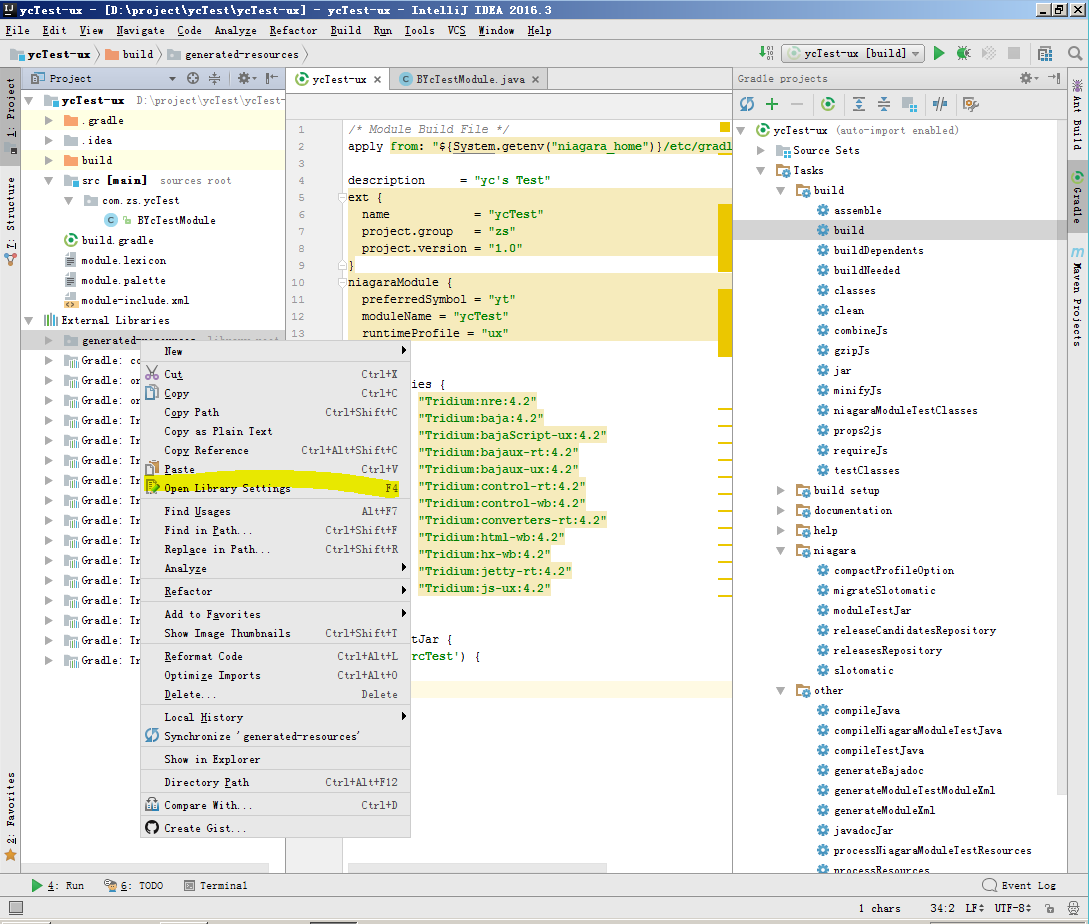 ycTest-ux - [D:\project\ycTest\ycTest-ux] - ycTest-ux - IntelliJ IDEA 2016.3
File Edit View Navigate Code Analyze Refactor Build Run Tools VCS Window Help
ycTest-ux build generated-resources
ycTest-ux [build]
1: Project
7: Structure
2: Favorites
Project
ycTest-ux D:\project\ycTest\ycTest-
.gradle
.idea
build
src [main] sources root
com.zs.ycTest
BYcTestModule
build.gradle
module.lexicon
module.palette
module-include.xml
External Libraries
generated-resources library root
Gradle: co
Gradle: or
Gradle: or
Gradle: Tr
Gradle: Tr
Gradle: Tr
Gradle: Tr
Gradle: Tr
Gradle: Tr
Gradle: Tr
Gradle: Tr
Gradle: Tr
Gradle: Tr
Gradle: Tr
Gradle: Tr
Gradle: Tr
New
Cut Ctrl+X
Copy Ctrl+C
Copy Path Ctrl+Shift+C
Copy as Plain Text
Copy Reference Ctrl+Alt+Shift+C
Paste Ctrl+V
Open Library Settings F4
Find Usages Alt+F7
Find in Path... Ctrl+Shift+F
Replace in Path... Ctrl+Shift+R
Analyze
Refactor
Add to Favorites
Show Image Thumbnails Ctrl+Shift+T
Reformat Code Ctrl+Alt+L
Optimize Imports Ctrl+Alt+O
Delete... Delete
Local History
Synchronize 'generated-resources'
Show in Explorer
Directory Path Ctrl+Alt+F12
Compare With... Ctrl+D
Create Gist...
ycTest-ux BYcTestModule.java
1 /* Module Build File */
2 apply from: "${System.getenv("niagara_home")}/etc/gradl
3
4 description = "yc's Test"
5 ext {
6 name = "ycTest"
7 project.group = "zs"
8 project.version = "1.0"
9 }
10 niagaraModule {
11 preferredSymbol = "yt"
12 moduleName = "ycTest"
13 runtimeProfile = "ux"
ies {
"Tridium:nre:4.2"
"Tridium:baja:4.2"
"Tridium:bajaScript-ux:4.2"
"Tridium:bajaux-rt:4.2"
"Tridium:bajaux-ux:4.2"
"Tridium:control-rt:4.2"
"Tridium:control-wb:4.2"
"Tridium:converters-rt:4.2"
"Tridium:html-wb:4.2"
"Tridium:hx-wb:4.2"
"Tridium:jetty-rt:4.2"
"Tridium:js-ux:4.2"
tJar {
rcTest') {
Gradle projects
ycTest-ux (auto-import enabled)
Source Sets
Tasks
build
assemble
build
buildDependents
buildNeeded
classes
clean
combineJs
gzipJs
jar
minifyJs
niagaraModuleTestClasses
props2js
requireJs
testClasses
build setup
documentation
help
niagara
compactProfileOption
migrateSlotomatic
moduleTestJar
releaseCandidatesRepository
releasesRepository
slotomatic
other
compileJava
compileNiagaraModuleTestJava
compileTestJava
generateBajadoc
generateModuleTestModuleXml
generateModuleXml
javadocJar
processNiagaraModuleTestResources
processResources
Ant Build
Gradle
Maven Projects
4: Run 6: TODO Terminal Event Log
1 chars 34:2 LF UTF-8